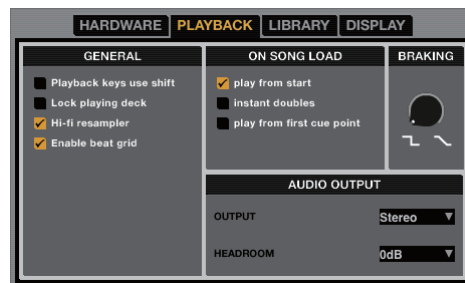 HARDWARE PLAYBACK LIBRARY DISPLAY
GENERAL
Playback keys use shift
Lock playing deck
Hi-fi resampler
Enable beat grid
ON SONG LOAD
play from start
instant doubles
play from first cue point
BRAKING
AUDIO OUTPUT
OUTPUT Stereo
HEADROOM 0dB